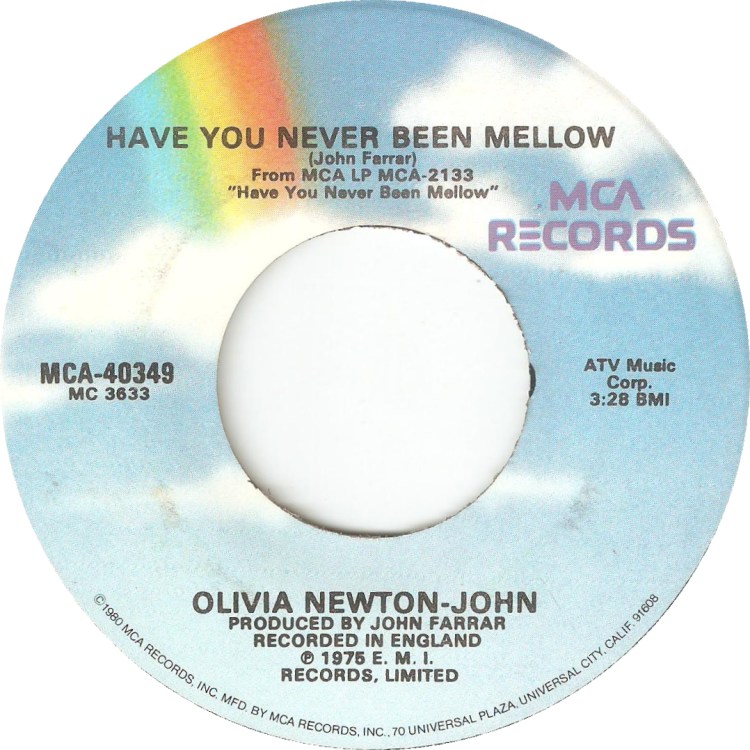 HAVE YOU NEVER BEEN MELLOW
(John Farrar)
From MCA LP MCA-2133
"Have You Never Been Mellow"
MCA
RECORDS
MCA-40349
MC 3633
ATV Music
Corp.
3:28 BMI
OLIVIA NEWTON-JOHN
PRODUCED BY JOHN FARRAR
RECORDED IN ENGLAND
℗ 1975 E. M. I.
RECORDS, LIMITED
©1980 MCA RECORDS, INC. MFD. BY MCA RECORDS, INC., 70 UNIVERSAL PLAZA, UNIVERSAL CITY, CALIF. 91608